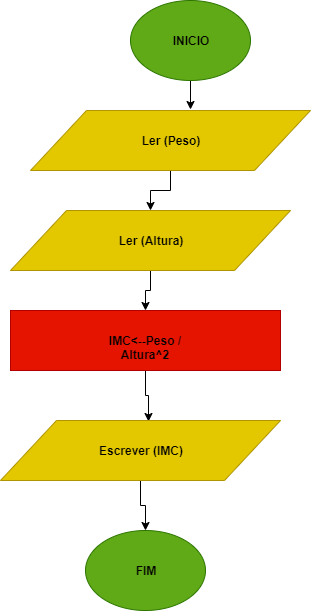 INICIO
Ler (Peso)
Ler (Altura)
IMC<--Peso /
Altura^2
Escrever (IMC)
FIM